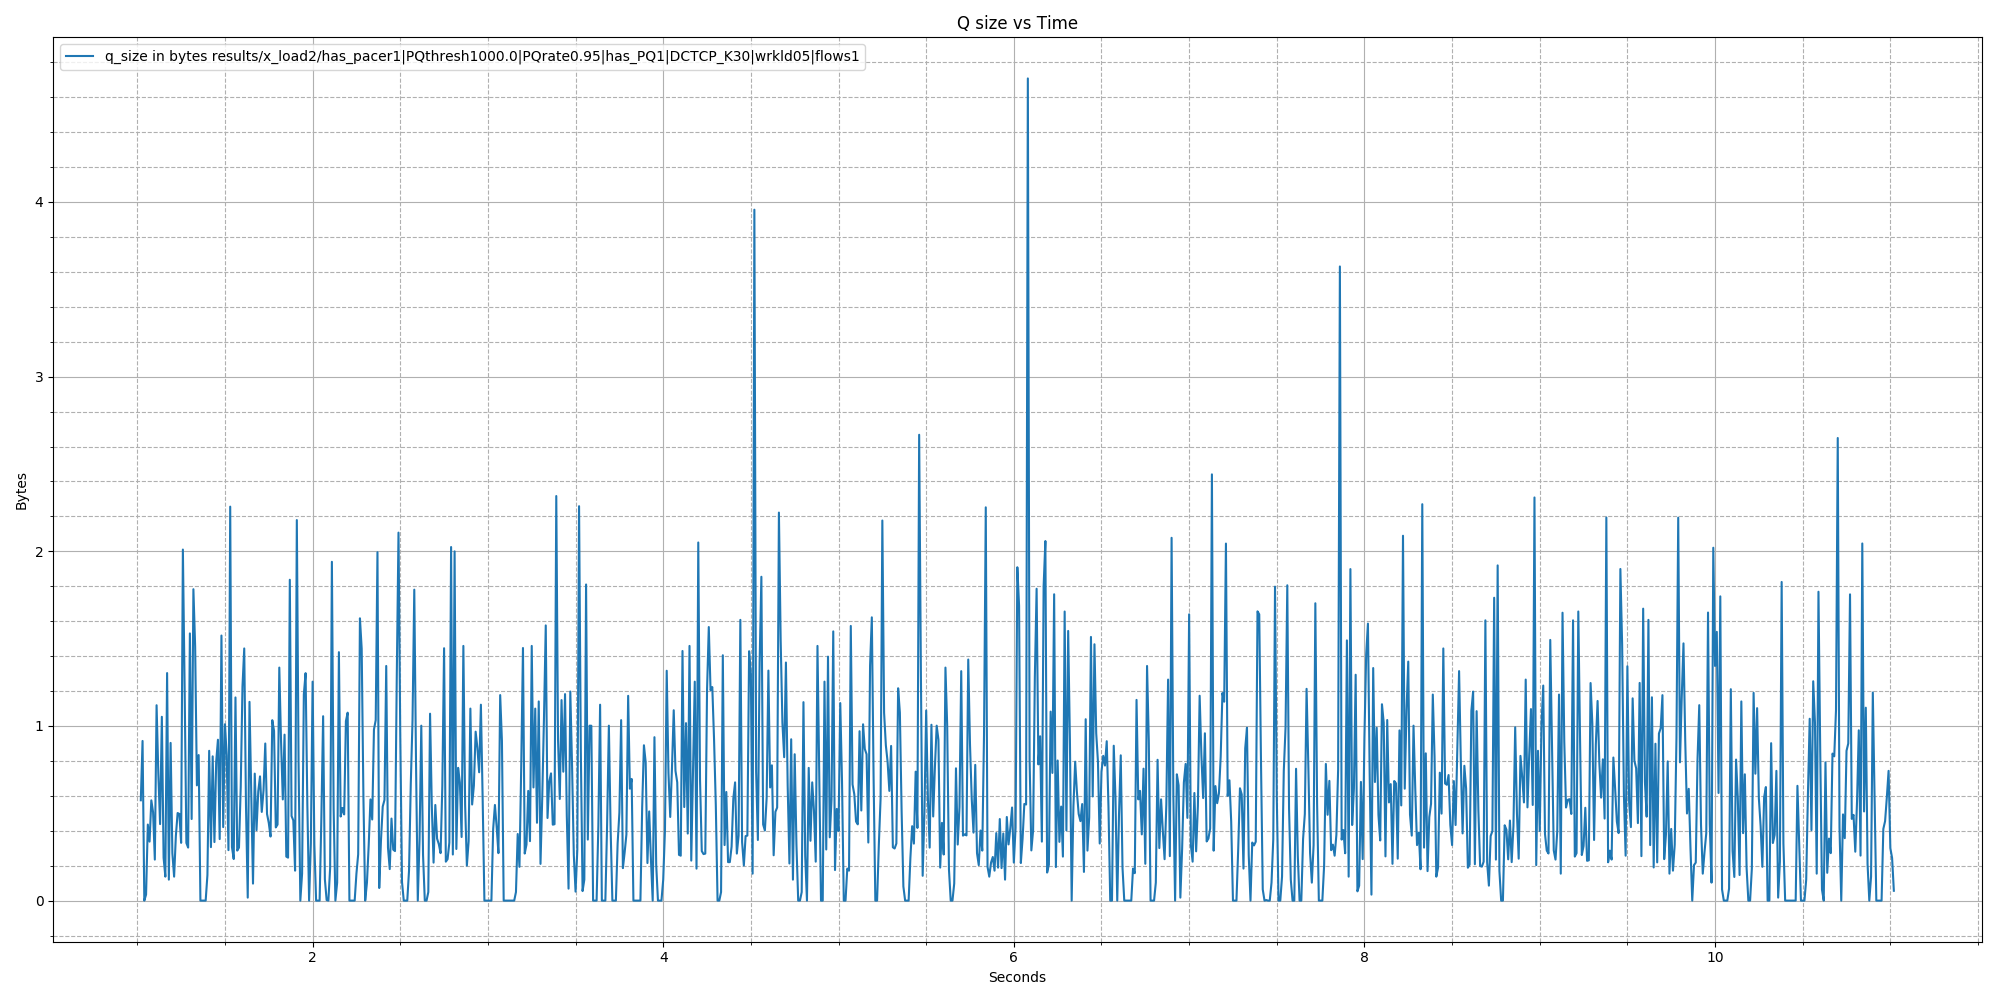 Q size vs Time
q_size in bytes results/x_load2/has_pacer1|PQthresh1000.0|PQrate0.95|has_PQ1|DCTCP_K30|wrkld05|flows1
4
3
2
1
0
Bytes
2 4 6 8 10
Seconds